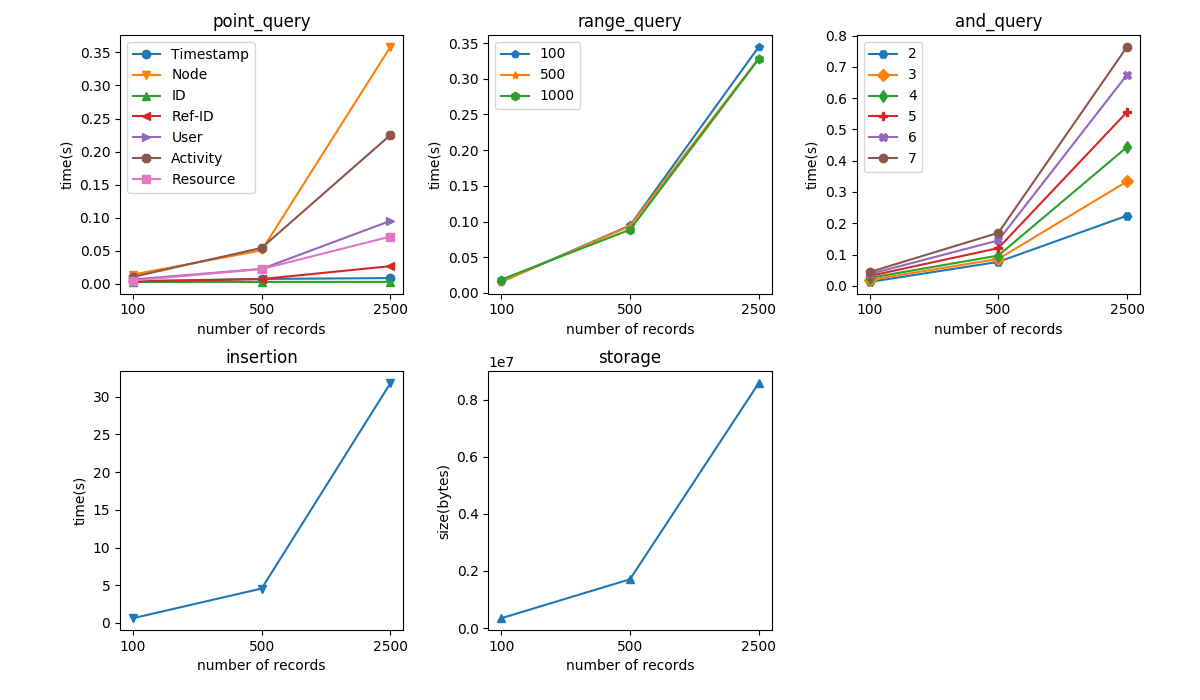 point_query
0.35
0.30
0.25
0.20
0.15
0.10
0.05
0.00
time(s)
Timestamp
Node
ID
Ref-ID
User
Activity
Resource
100 500 2500
number of records
range_query
0.35
0.30
0.25
0.20
0.15
0.10
0.05
0.00
time(s)
100
500
1000
100 500 2500
number of records
and_query
0.8
0.7
0.6
0.5
0.4
0.3
0.2
0.1
0.0
time(s)
2
3
4
5
6
7
100 500 2500
number of records
insertion
30
25
20
15
10
5
0
time(s)
100 500 2500
number of records
storage
1e7
0.8
0.6
0.4
0.2
0.0
size(bytes)
100 500 2500
number of records